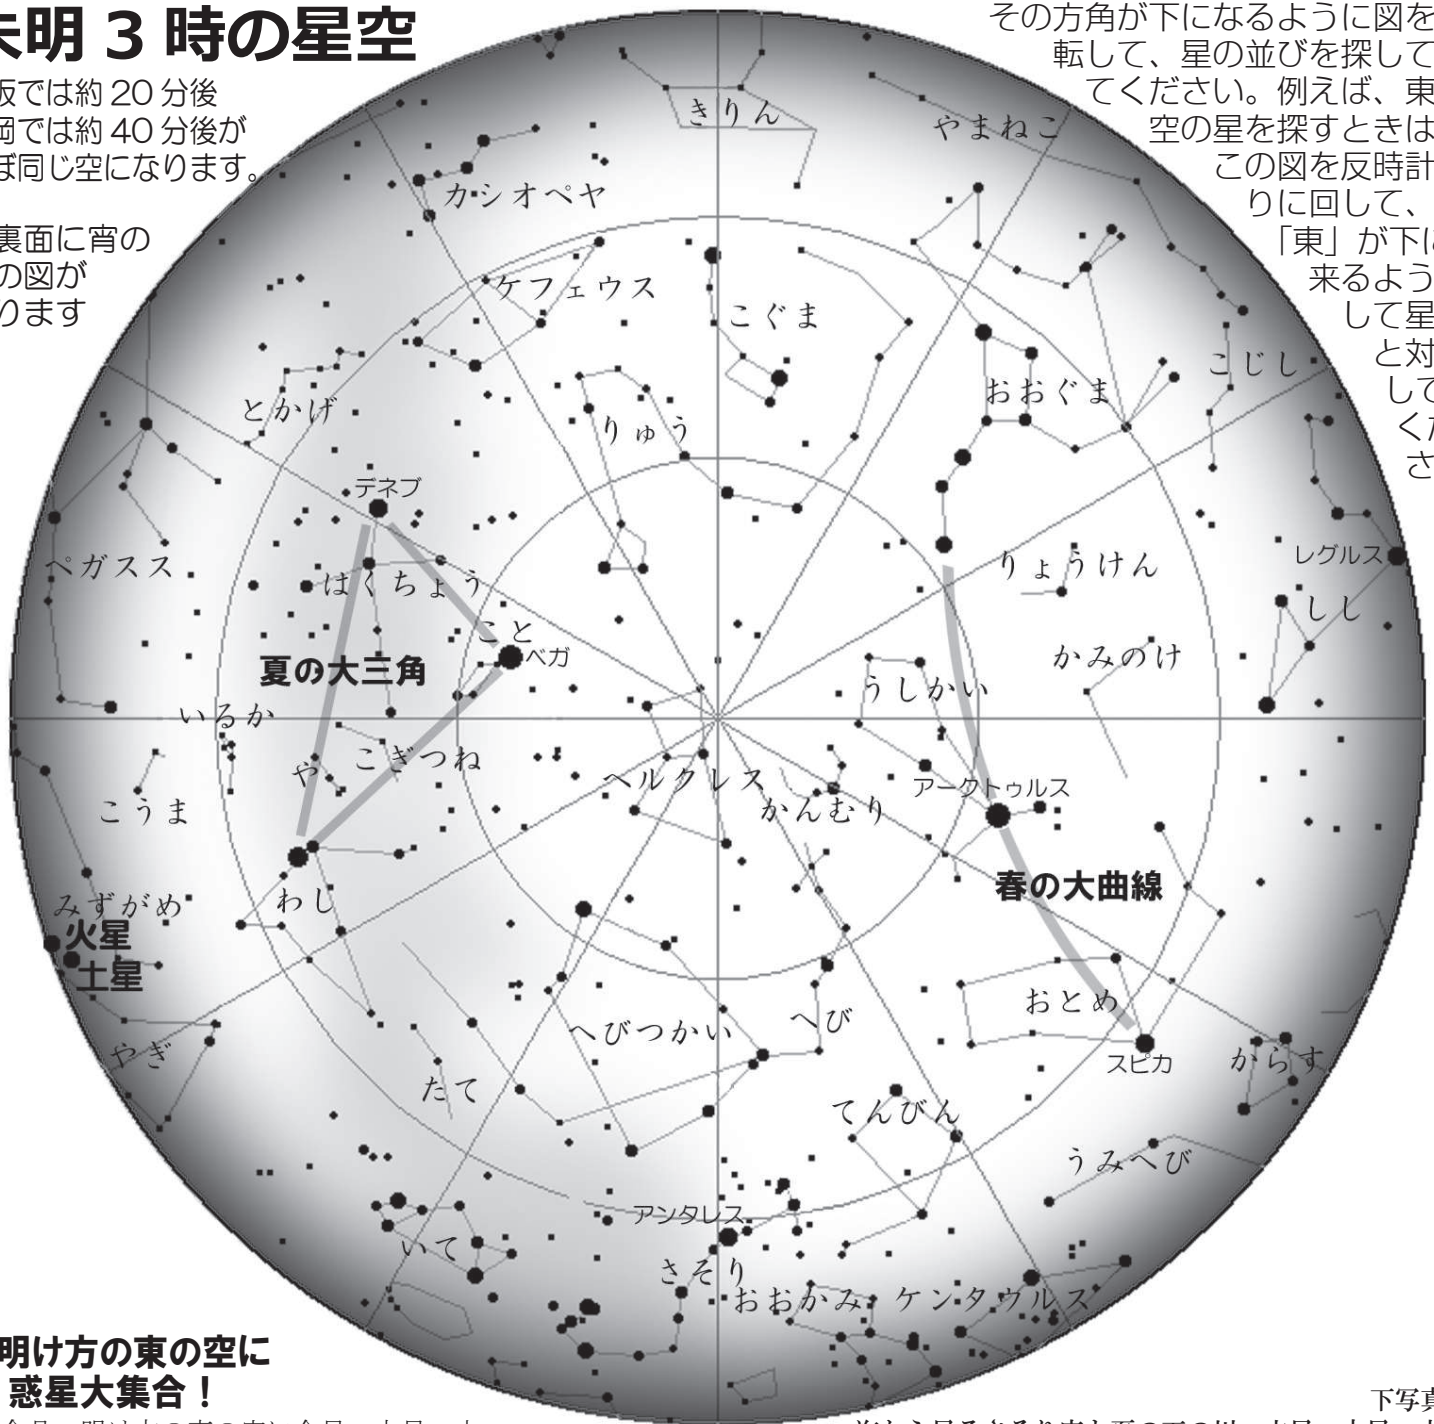 未明 3 時の星空
阪では約 20 分後
岡では約 40 分後が
ぼ同じ空になります。
裏面に宵の
の図が
ります
その方角が下になるように図を
転して、星の並びを探して
てください。例えば、東
空の星を探すときは
この図を反時計
りに回して、
「東」が下に
来るよう
して星
と対
して
くだ
さ
きりん
やまねこ
カシオペヤ
ケフェウス
こぐま
こじし
おおぐま
とかげ
りゅう
デネブ
レグルス
ペガスス
りょうけん
はくちょう
しし
こと
ベガ
かみのけ
夏の大三角
うしかい
いるか
こぎつね
や
ヘルクレス
アークトゥルス
こうま
かんむり
春の大曲線
わし
みずがめ
火星
土星
おとめ
へびつかい
へび
やぎ
からす
スピカ
たて
てんびん
うみへび
アンタレス
いて
さそり
おおかみ
ケンタウルス
明け方の東の空に
惑星大集合！
下写真